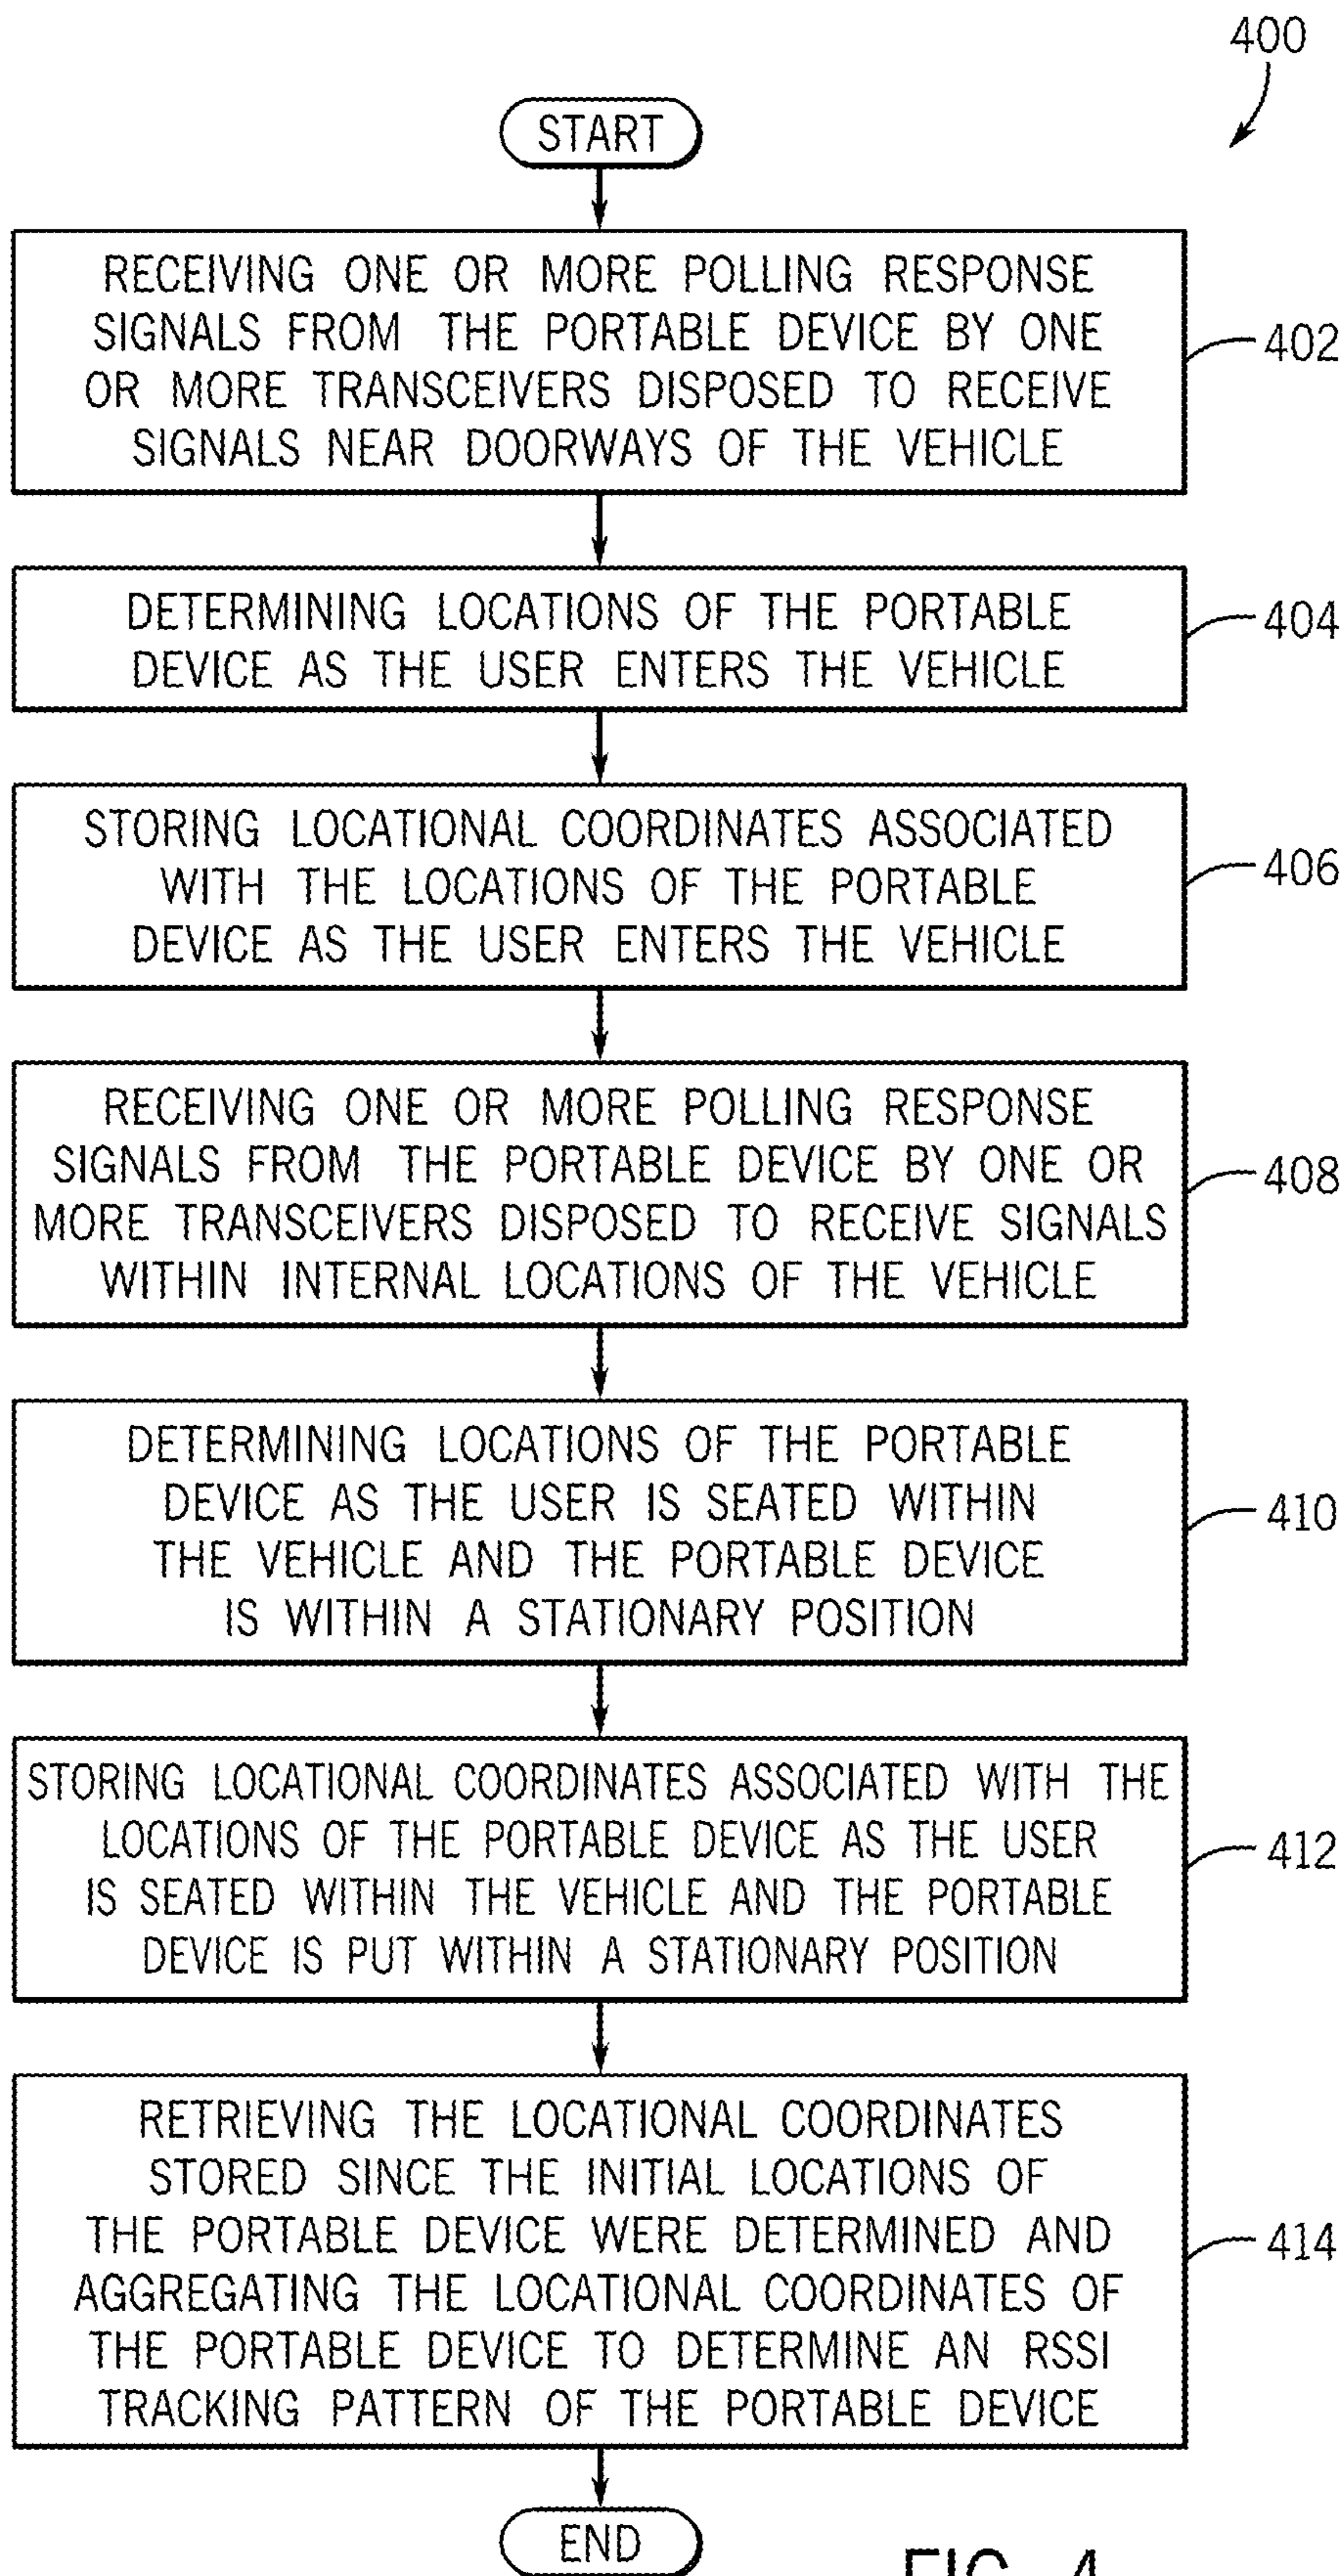 400
START
RECEIVING ONE OR MORE POLLING RESPONSE
SIGNALS FROM THE PORTABLE DEVICE BY ONE
OR MORE TRANSCEIVERS DISPOSED TO RECEIVE
SIGNALS NEAR DOORWAYS OF THE VEHICLE
402
DETERMINING LOCATIONS OF THE PORTABLE
DEVICE AS THE USER ENTERS THE VEHICLE
404
STORING LOCATIONAL COORDINATES ASSOCIATED
WITH THE LOCATIONS OF THE PORTABLE
DEVICE AS THE USER ENTERS THE VEHICLE
406
RECEIVING ONE OR MORE POLLING RESPONSE
SIGNALS FROM THE PORTABLE DEVICE BY ONE OR
MORE TRANSCEIVERS DISPOSED TO RECEIVE SIGNALS
WITHIN INTERNAL LOCATIONS OF THE VEHICLE
408
DETERMINING LOCATIONS OF THE PORTABLE
DEVICE AS THE USER IS SEATED WITHIN
THE VEHICLE AND THE PORTABLE DEVICE
IS WITHIN A STATIONARY POSITION
410
STORING LOCATIONAL COORDINATES ASSOCIATED WITH THE
LOCATIONS OF THE PORTABLE DEVICE AS THE USER
IS SEATED WITHIN THE VEHICLE AND THE PORTABLE
DEVICE IS PUT WITHIN A STATIONARY POSITION
412
RETRIEVING THE LOCATIONAL COORDINATES
STORED SINCE THE INITIAL LOCATIONS OF
THE PORTABLE DEVICE WERE DETERMINED AND
AGGREGATING THE LOCATIONAL COORDINATES OF
THE PORTABLE DEVICE TO DETERMINE AN RSSI
TRACKING PATTERN OF THE PORTABLE DEVICE
414
END
FIG. 4